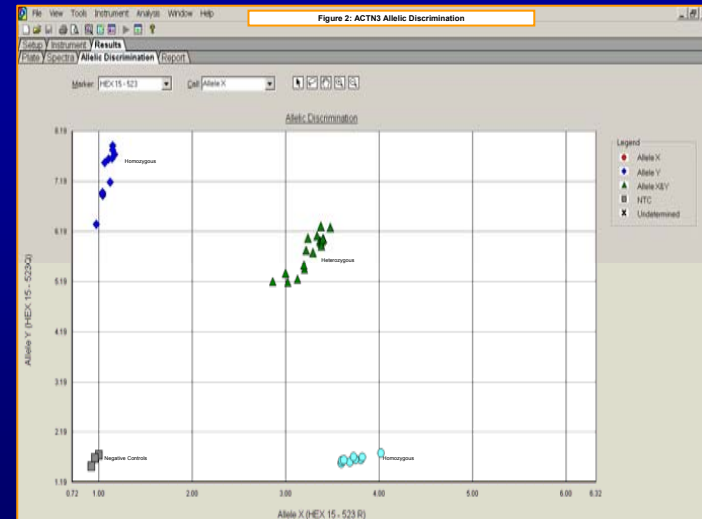 Figure 2: ACTN3 Allelic Discrimination
File View Tools Instrument Analysis Window Help
Setup Instrument Results
Plate Spectra Allelic Discrimination Report
Marker: HEX 15 - 523 Call: Allele X
Allelic Discrimination
8.19
7.19
6.19
5.19
4.19
3.19
2.19
1.19
Allele Y (HEX 15 - 523Q)
Homozygous
Heterozygous
Negative Controls
Homozygous
0.72 1.00 2.00 3.00 4.00 5.00 6.00 6.32
Allele X (HEX 15 - 523 R)
Legend
Allele X
Allele Y
Allele X&Y
NTC
Undetermined